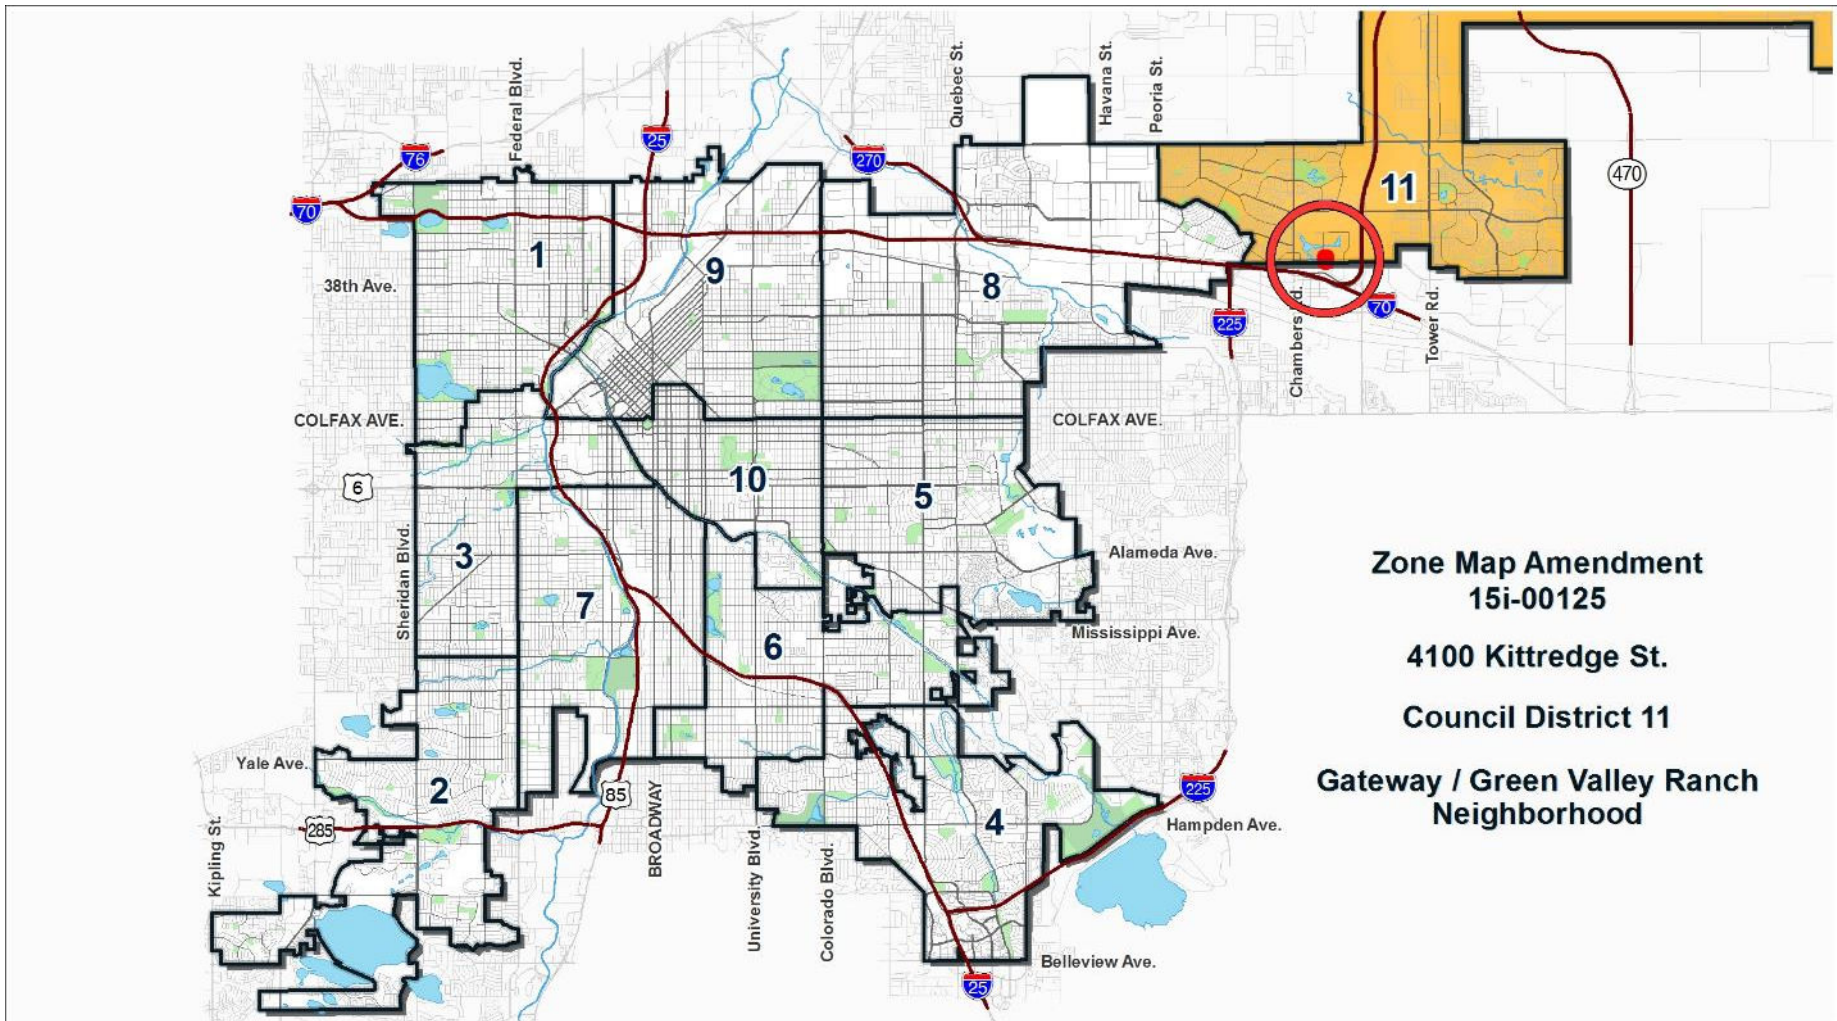 Federal Blvd.
Quebec St.
Havana St.
Peoria St.
76
25
270
70
11
470
1
9
8
38th Ave.
70
225
Chambers Rd.
Tower Rd.
COLFAX AVE.
COLFAX AVE.
6
10
5
Sheridan Blvd.
3
Alameda Ave.
7
6
Mississippi Ave.
Zone Map Amendment
15i-00125
4100 Kittredge St.
Council District 11
Gateway / Green Valley Ranch
Neighborhood
Yale Ave.
2
85
225
285
4
Hampden Ave.
Kipling St.
BROADWAY
University Blvd.
Colorado Blvd.
Belleview Ave.
25